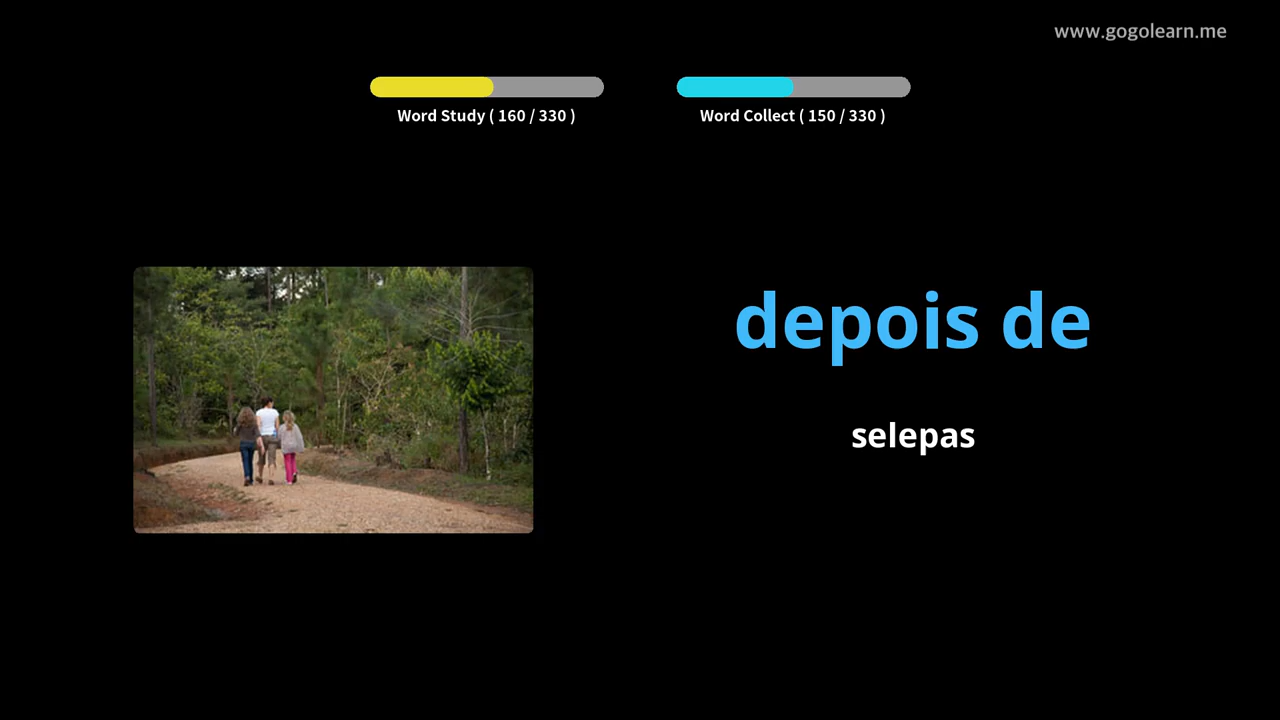 www.gogolearn.me
Word Study ( 160 / 330 )
Word Collect ( 150 / 330 )
depois de
selepas